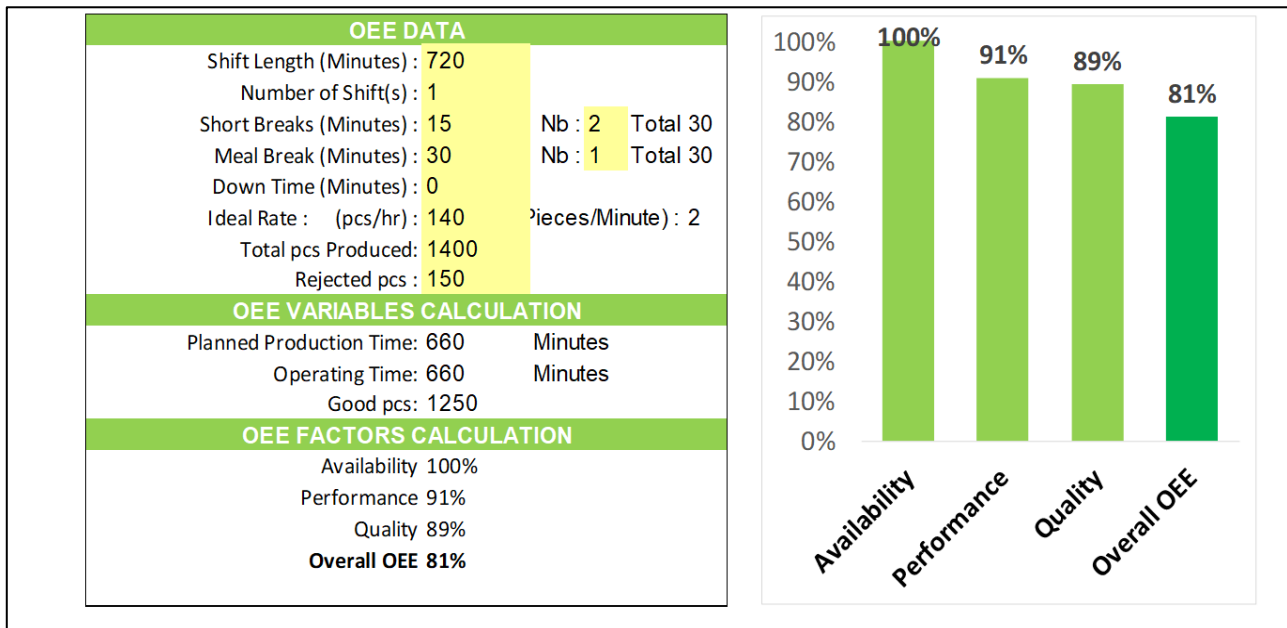 OEE DATA
Shift Length (Minutes) : 720
Number of Shift(s) : 1
Short Breaks (Minutes) : 15 Nb : 2 Total 30
Meal Break (Minutes) : 30 Nb : 1 Total 30
Down Time (Minutes) : 0
Ideal Rate : (pcs/hr) : 140 Pieces/Minute) : 2
Total pcs Produced: 1400
Rejected pcs : 150
OEE VARIABLES CALCULATION
Planned Production Time: 660 Minutes
Operating Time: 660 Minutes
Good pcs: 1250
OEE FACTORS CALCULATION
Availability 100%
Performance 91%
Quality 89%
Overall OEE 81%
100%
90%
80%
70%
60%
50%
40%
30%
20%
10%
0%
100%
91%
89%
81%
Availability
Performance
Quality
Overall OEE